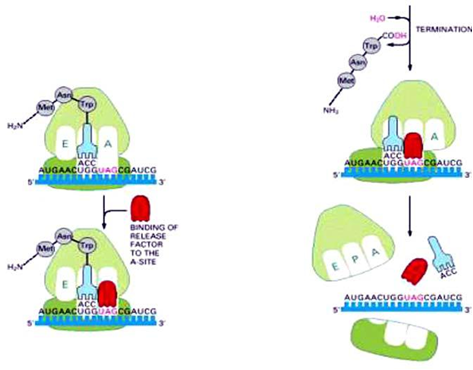 Asn
Met
Trp
H₂N
E
A
ACC
AUGAACUGGUAGCGAUCG
5' 3'
BINDING OF
RELEASE
FACTOR
TO THE
A-SITE
Asn
Met
Trp
H₂N
E
ACC
AUGAACUGGUAGCGAUCG
5' 3'
H₂O
TERMINATION
COOH
Trp
Asn
Met
NH₂
A
ACC
AUGAACUGGUAGCGAUCG
5' 3'
E P A
ACC
AUGAACUGGUAGCGAUCG
5' 3'